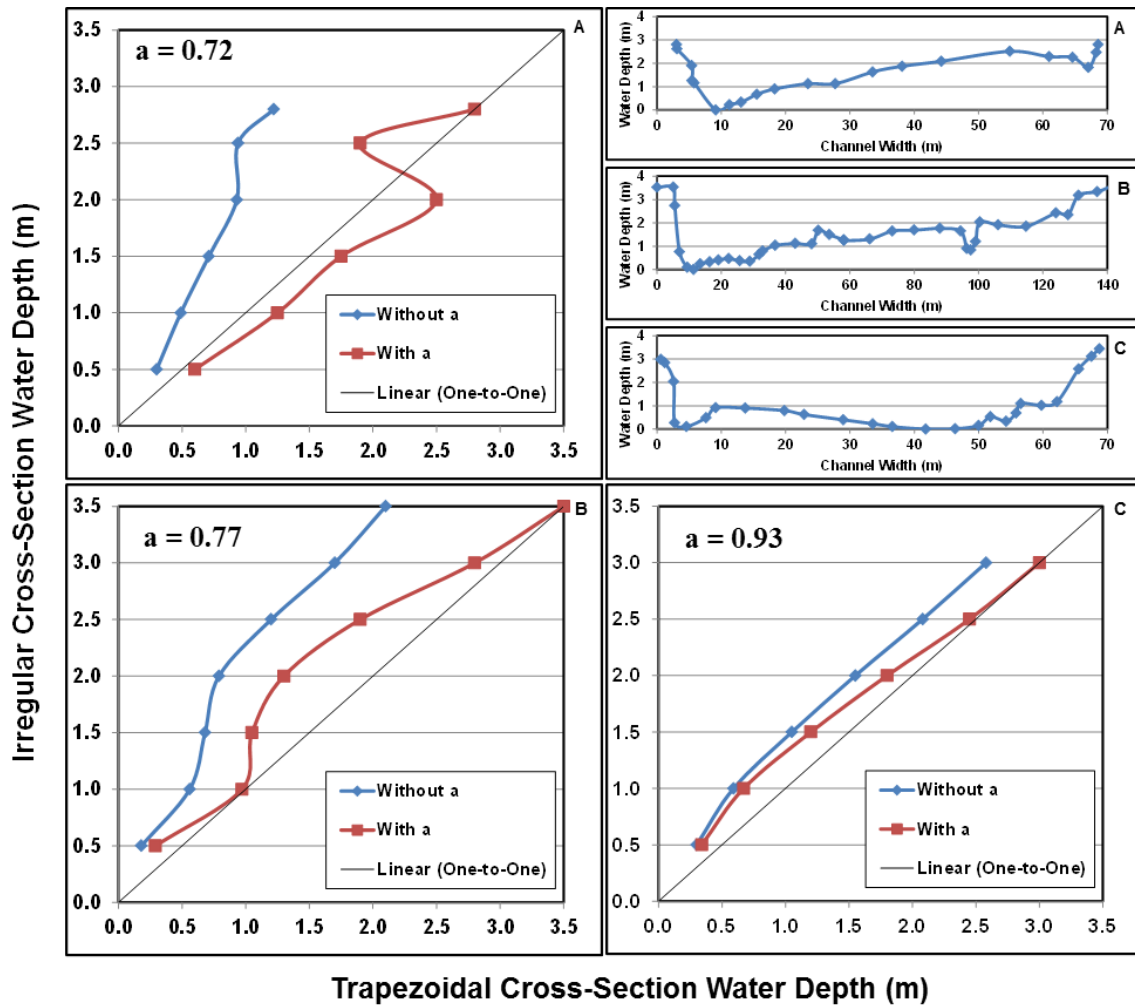 Irregular Cross-Section Water Depth (m)
A
a = 0.72
3.5
3.0
2.5
2.0
1.5
1.0
0.5
0.0
Without a
With a
Linear (One-to-One)
0.0 0.5 1.0 1.5 2.0 2.5 3.0 3.5
A
Water Depth (m)
4
3
2
1
0
0 10 20 30 40 50 60 70
Channel Width (m)
B
Water Depth (m)
4
3
2
1
0
0 20 40 60 80 100 120 140
Channel Width (m)
C
Water Depth (m)
4
3
2
1
0
0 10 20 30 40 50 60 70
Channel Width (m)
B
a = 0.77
3.5
3.0
2.5
2.0
1.5
1.0
0.5
0.0
Without a
With a
Linear (One-to-One)
0.0 0.5 1.0 1.5 2.0 2.5 3.0 3.5
C
a = 0.93
3.5
3.0
2.5
2.0
1.5
1.0
0.5
0.0
Without a
With a
Linear (One-to-One)
0.0 0.5 1.0 1.5 2.0 2.5 3.0 3.5
Trapezoidal Cross-Section Water Depth (m)